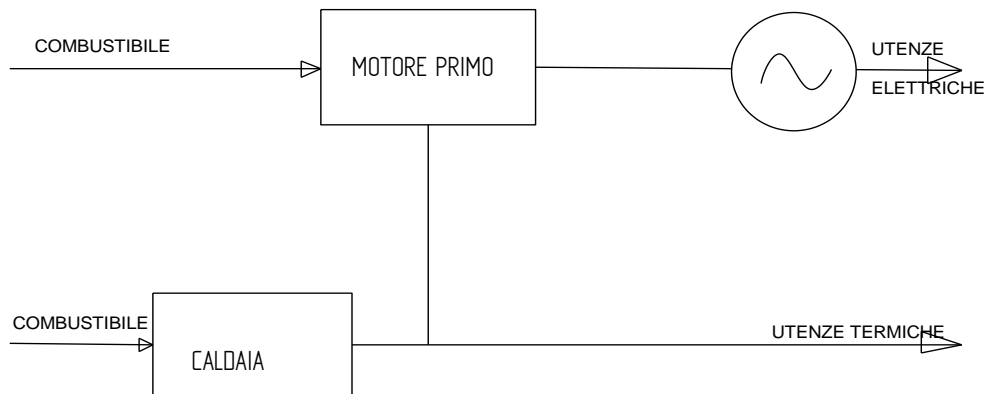 COMBUSTIBILE
MOTORE PRIMO
UTENZE
ELETTRICHE
COMBUSTIBILE
CALDAIA
UTENZE TERMICHE